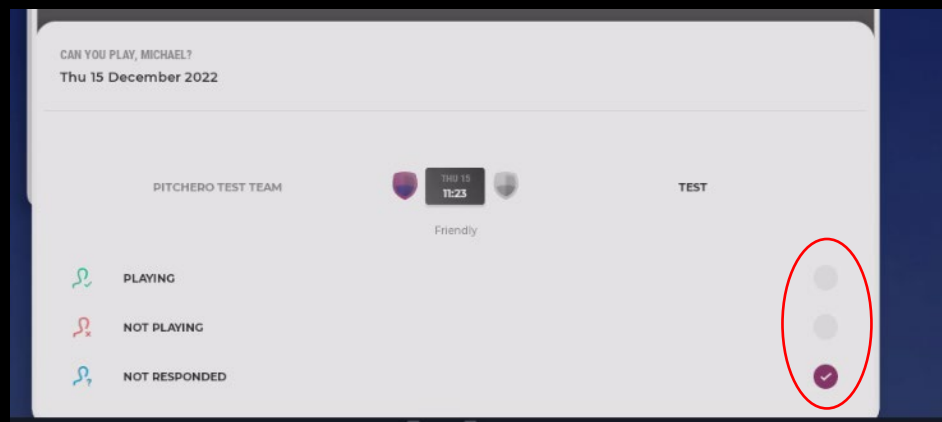 CAN YOU PLAY, MICHAEL?
Thu 15 December 2022
PITCHERO TEST TEAM
THU 15
11:23
TEST
Friendly
PLAYING
NOT PLAYING
NOT RESPONDED